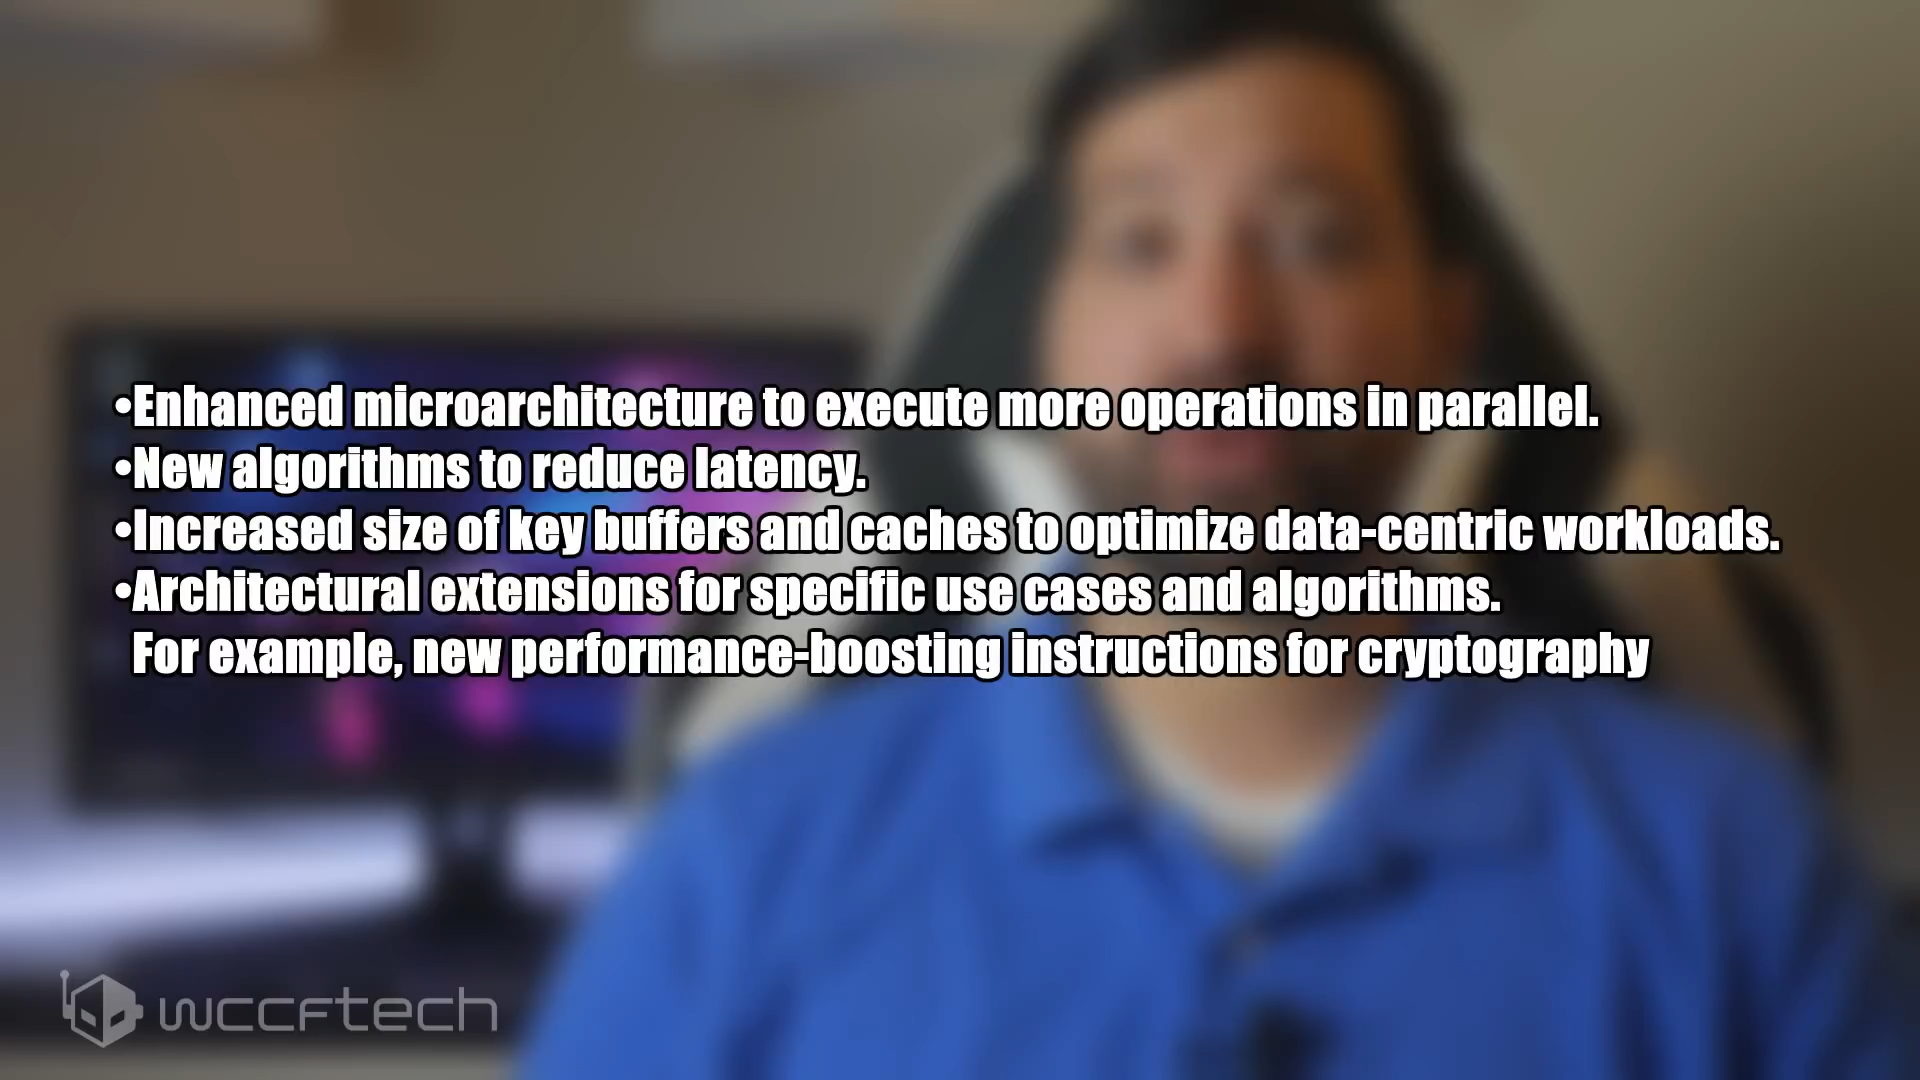 •Enhanced microarchitecture to execute more operations in parallel.
•New algorithms to reduce latency.
•Increased size of key buffers and caches to optimize data-centric workloads.
•Architectural extensions for specific use cases and algorithms.
For example, new performance-boosting instructions for cryptography
wccftech